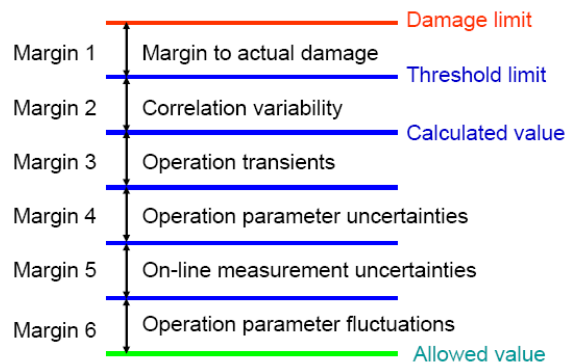 Damage limit
Margin 1 Margin to actual damage
Threshold limit
Margin 2 Correlation variability
Calculated value
Margin 3 Operation transients
Margin 4 Operation parameter uncertainties
Margin 5 On-line measurement uncertainties
Margin 6 Operation parameter fluctuations
Allowed value